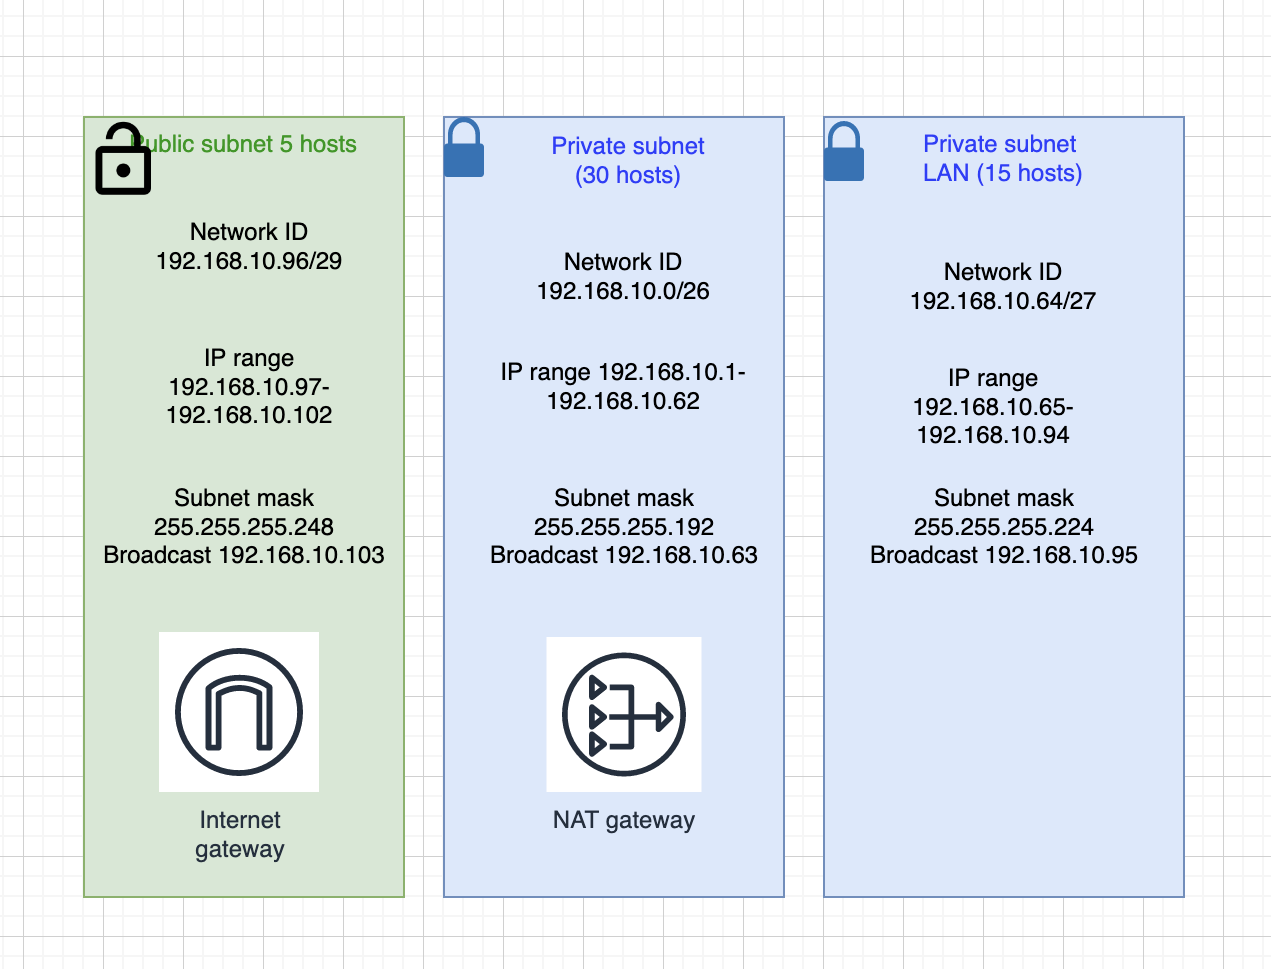 Public subnet 5 hosts
Network ID
192.168.10.96/29
IP range
192.168.10.97-
192.168.10.102
Subnet mask
255.255.255.248
Broadcast 192.168.10.103
Internet
gateway
Private subnet
(30 hosts)
Network ID
192.168.10.0/26
IP range 192.168.10.1-
192.168.10.62
Subnet mask
255.255.255.192
Broadcast 192.168.10.63
NAT gateway
Private subnet
LAN (15 hosts)
Network ID
192.168.10.64/27
IP range
192.168.10.65-
192.168.10.94
Subnet mask
255.255.255.224
Broadcast 192.168.10.95